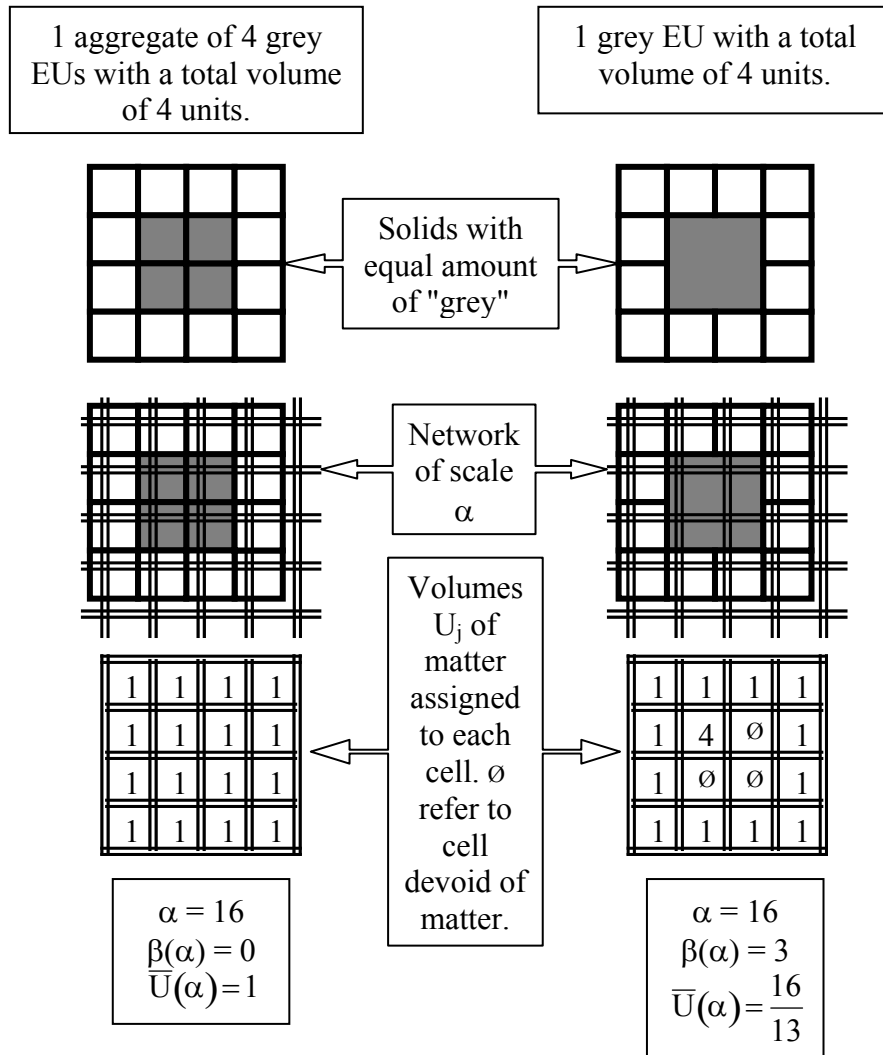 1 aggregate of 4 grey
EUs with a total volume
of 4 units.
1 grey EU with a total
volume of 4 units.
Solids with
equal amount
of "grey"
Network
of scale
α
Volumes
Uj of
matter
assigned
to each
cell. ø
refer to
cell
devoid of
matter.
1 1 1 1
1 1 1 1
1 1 1 1
1 1 1 1
1 1 1 1
1 4 ø 1
1 ø ø 1
1 1 1 1
α = 16
β(α) = 0
U̅(α) = 1
α = 16
β(α) = 3
U̅(α) = 16/13